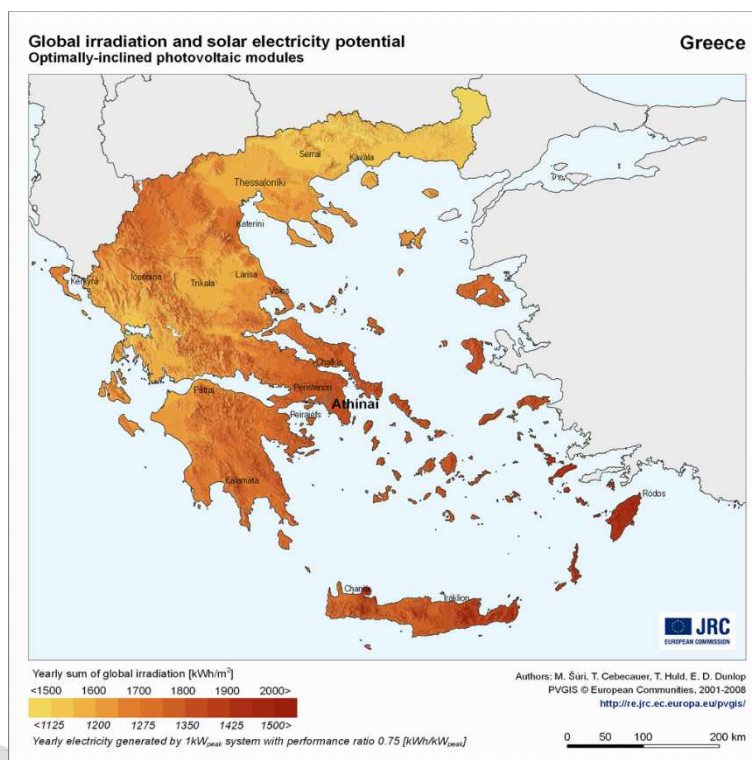 Global irradiation and solar electricity potential
Optimally-inclined photovoltaic modules
Greece
Serrai
Kavala
Thessaloniki
Katerini
Kerkyra
Ioannina
Trikala
Larisa
Volos
Chalkis
Patrai
Peristerion
Athinai
Peiraiefs
Kalamata
Rodos
Chania
Iraklion
JRC
EUROPEAN COMMISSION
Yearly sum of global irradiation [kWh/m²]
<1500 1600 1700 1800 1900 2000>
<1125 1200 1275 1350 1425 1500>
Yearly electricity generated by 1kWpeak system with performance ratio 0.75 [kWh/kWpeak]
Authors: M. Šúri, T. Cebecauer, T. Huld, E. D. Dunlop
PVGIS © European Communities, 2001-2008
http://re.jrc.ec.europa.eu/pvgis/
0 50 100 200 km